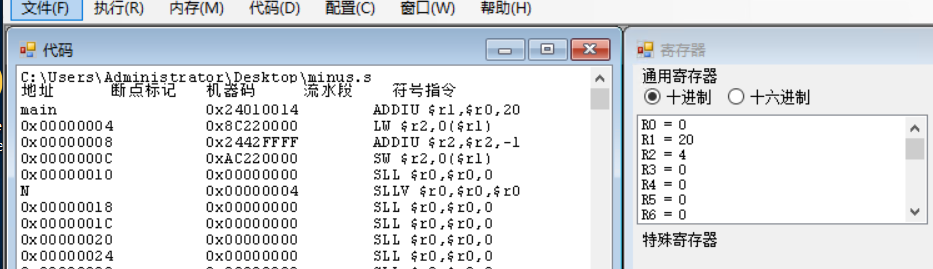 文件(F) 执行(R) 内存(M) 代码(D) 配置(C) 窗口(W) 帮助(H)
代码
C:\Users\Administrator\Desktop\minus.s
地址 断点标记 机器码 流水段 符号指令
main 0x24010014 ADDIU $r1,$r0,20
0x00000004 0x8C220000 LW $r2,0($r1)
0x00000008 0x2442FFFF ADDIU $r2,$r2,-1
0x0000000C 0xAC220000 SW $r2,0($r1)
0x00000010 0x00000000 SLL $r0,$r0,0
N 0x00000004 SLLV $r0,$r0,$r0
0x00000018 0x00000000 SLL $r0,$r0,0
0x0000001C 0x00000000 SLL $r0,$r0,0
0x00000020 0x00000000 SLL $r0,$r0,0
0x00000024 0x00000000 SLL $r0,$r0,0
寄存器
通用寄存器
十进制 十六进制
R0 = 0
R1 = 20
R2 = 4
R3 = 0
R4 = 0
R5 = 0
R6 = 0
特殊寄存器